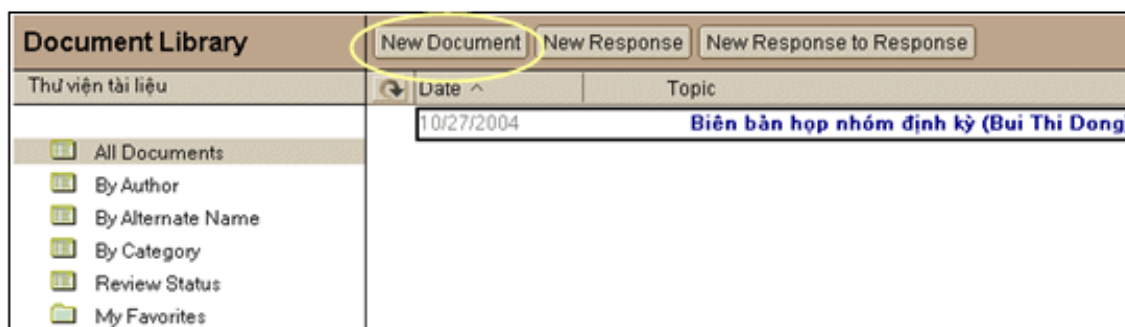 Document Library
New Document New Response New Response to Response
Thư viện tài liệu
Date Topic
10/27/2004 Biên bản họp nhóm định kỳ (Bui Thi Dong)
All Documents
By Author
By Alternate Name
By Category
Review Status
My Favorites